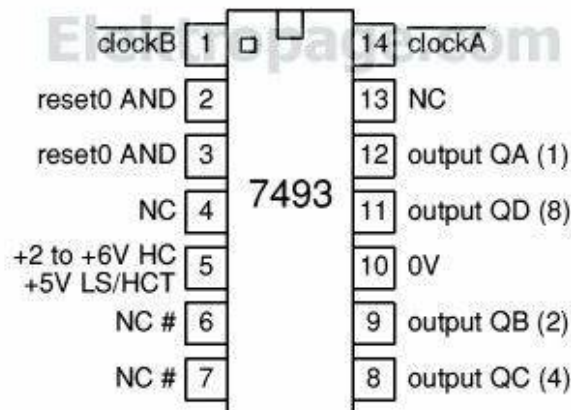 Elektropage.com
clockB 1 14 clockA
reset0 AND 2 13 NC
reset0 AND 3 12 output QA (1)
7493
NC 4 11 output QD (8)
+2 to +6V HC
+5V LS/HCT 5 10 0V
NC # 6 9 output QB (2)
NC # 7 8 output QC (4)